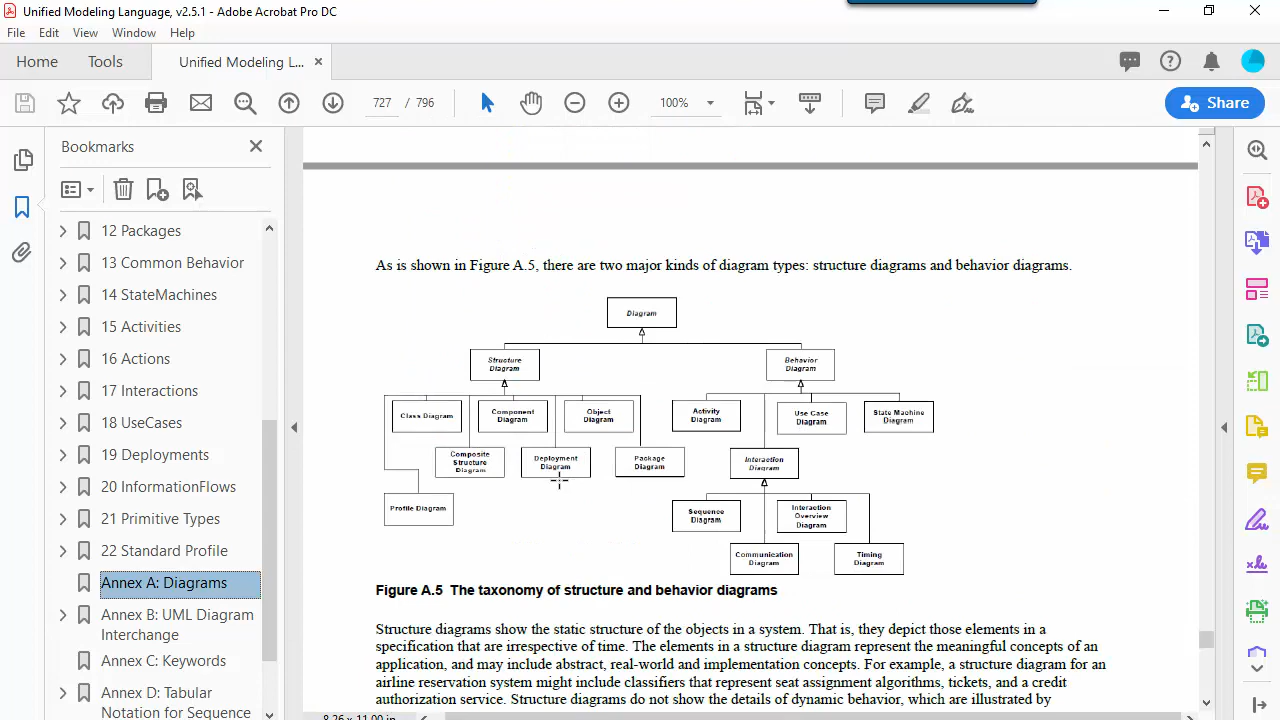 Unified Modeling Language, v2.5.1 - Adobe Acrobat Pro DC
File Edit View Window Help
Home Tools Unified Modeling L... ×
727 / 796 100% Share
Bookmarks
12 Packages
13 Common Behavior
14 StateMachines
15 Activities
16 Actions
17 Interactions
18 UseCases
19 Deployments
20 InformationFlows
21 Primitive Types
22 Standard Profile
Annex A: Diagrams
Annex B: UML Diagram
Interchange
Annex C: Keywords
Annex D: Tabular
Notation for Sequence
As is shown in Figure A.5, there are two major kinds of diagram types: structure diagrams and behavior diagrams.
Diagram
Structure
Diagram
Behavior
Diagram
Class Diagram
Component
Diagram
Object
Diagram
Activity
Diagram
Use Case
Diagram
State Machine
Diagram
Composite
Structure
Diagram
Deployment
Diagram
Package
Diagram
Interaction
Diagram
Profile Diagram
Sequence
Diagram
Interaction
Overview
Diagram
Communication
Diagram
Timing
Diagram
Figure A.5 The taxonomy of structure and behavior diagrams
Structure diagrams show the static structure of the objects in a system. That is, they depict those elements in a
specification that are irrespective of time. The elements in a structure diagram represent the meaningful concepts of an
application, and may include abstract, real-world and implementation concepts. For example, a structure diagram for an
airline reservation system might include classifiers that represent seat assignment algorithms, tickets, and a credit
authorization service. Structure diagrams do not show the details of dynamic behavior, which are illustrated by
8.26 x 11.00 in